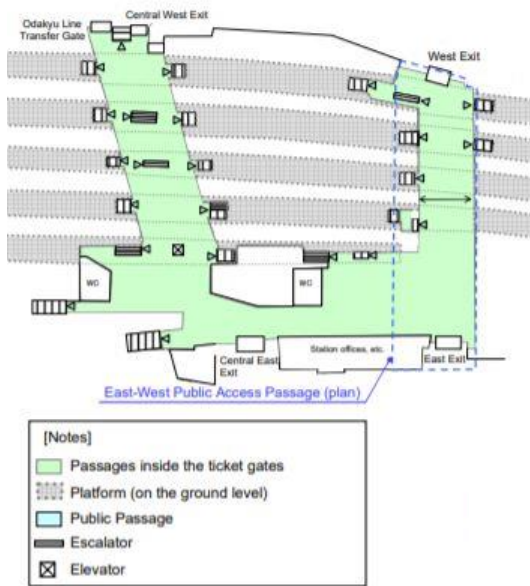 Central West Exit
Odakyu Line
Transfer Gate
West Exit
WC
WC
Central East
Exit
Station offices, etc.
East Exit
East-West Public Access Passage (plan)
[Notes]
Passages inside the ticket gates
Platform (on the ground level)
Public Passage
Escalator
Elevator